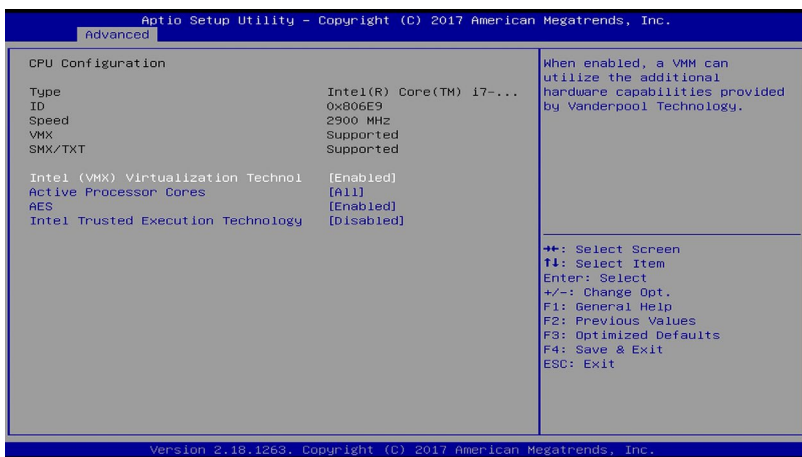 Aptio Setup Utility – Copyright (C) 2017 American Megatrends, Inc.
Advanced
CPU Configuration
Type Intel(R) Core(TM) i7-...
ID 0x806E9
Speed 2900 MHz
VMX Supported
SMX/TXT Supported
Intel (VMX) Virtualization Technol [Enabled]
Active Processor Cores [All]
AES [Enabled]
Intel Trusted Execution Technology [Disabled]
When enabled, a VMM can
utilize the additional
hardware capabilities provided
by Vanderpool Technology.
→←: Select Screen
↑↓: Select Item
Enter: Select
+/-: Change Opt.
F1: General Help
F2: Previous Values
F3: Optimized Defaults
F4: Save & Exit
ESC: Exit
Version 2.18.1263. Copyright (C) 2017 American Megatrends, Inc.